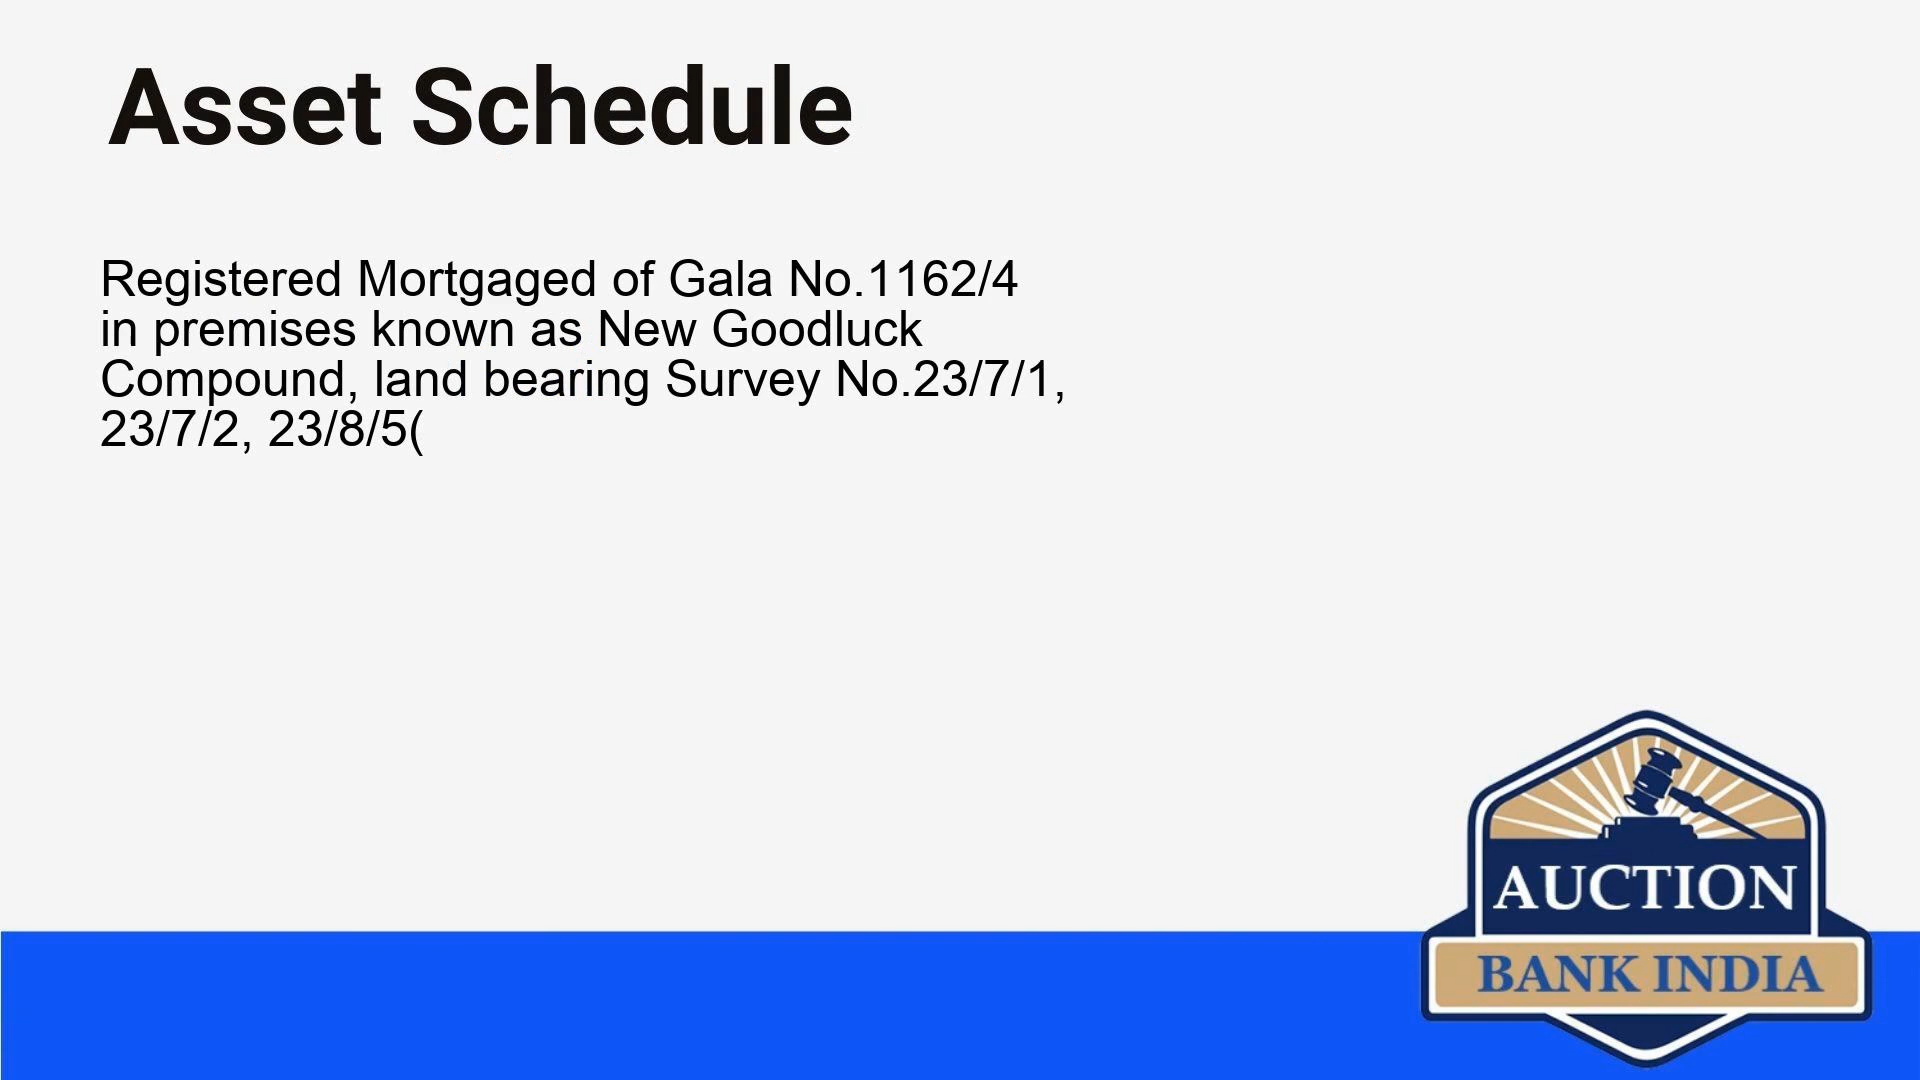 Asset Schedule
Registered Mortgaged of Gala No.1162/4
in premises known as New Goodluck
Compound, land bearing Survey No.23/7/1,
23/7/2, 23/8/5(
AUCTION
BANK INDIA